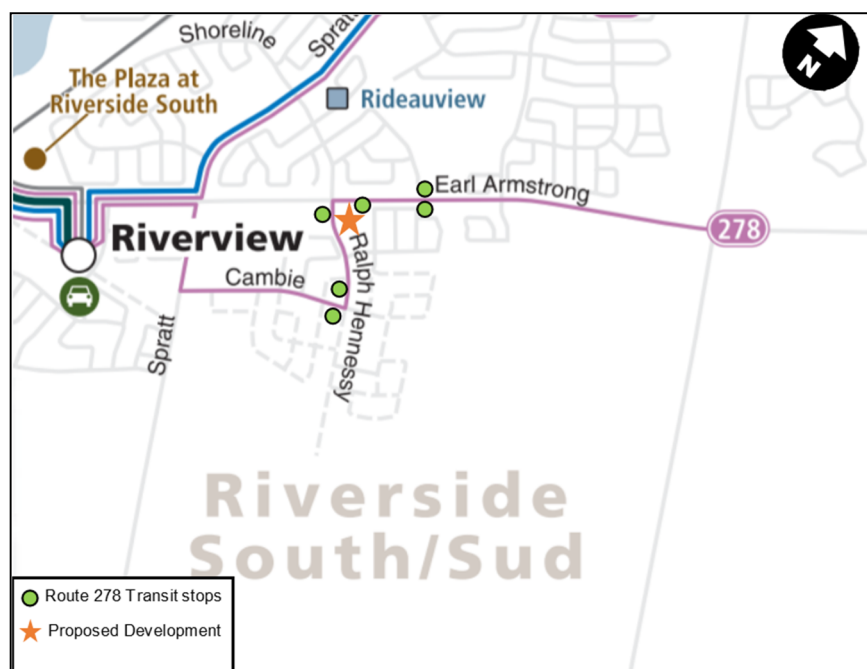 Shoreline
Spratt
N
The Plaza at
Riverside South
Rideauview
Earl Armstrong
278
Riverview
Ralph Hennessy
Cambie
Spratt
Riverside
South/Sud
Route 278 Transit stops
Proposed Development